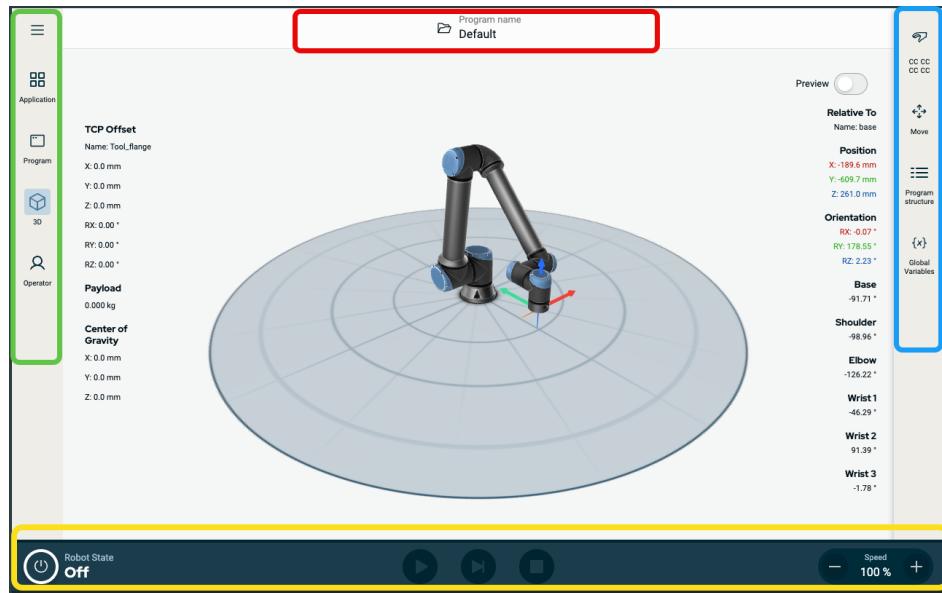 Program name
Default
Application
Program
3D
Operator
TCP Offset
Name: Tool_flange
X: 0.0 mm
Y: 0.0 mm
Z: 0.0 mm
RX: 0.00 °
RY: 0.00 °
RZ: 0.00 °
Payload
0.000 kg
Center of
Gravity
X: 0.0 mm
Y: 0.0 mm
Z: 0.0 mm
Preview
Relative To
Name: base
Position
X: -189.6 mm
Y: -609.7 mm
Z: 261.0 mm
Orientation
RX: -0.07 °
RY: 178.55 °
RZ: 2.23 °
Base
-91.71 °
Shoulder
-98.96 °
Elbow
-126.22 °
Wrist 1
-46.29 °
Wrist 2
91.39 °
Wrist 3
-1.78 °
CC CC
CC CC
Move
Program
structure
{x}
Global
Variables
Robot State
Off
Speed
100 %